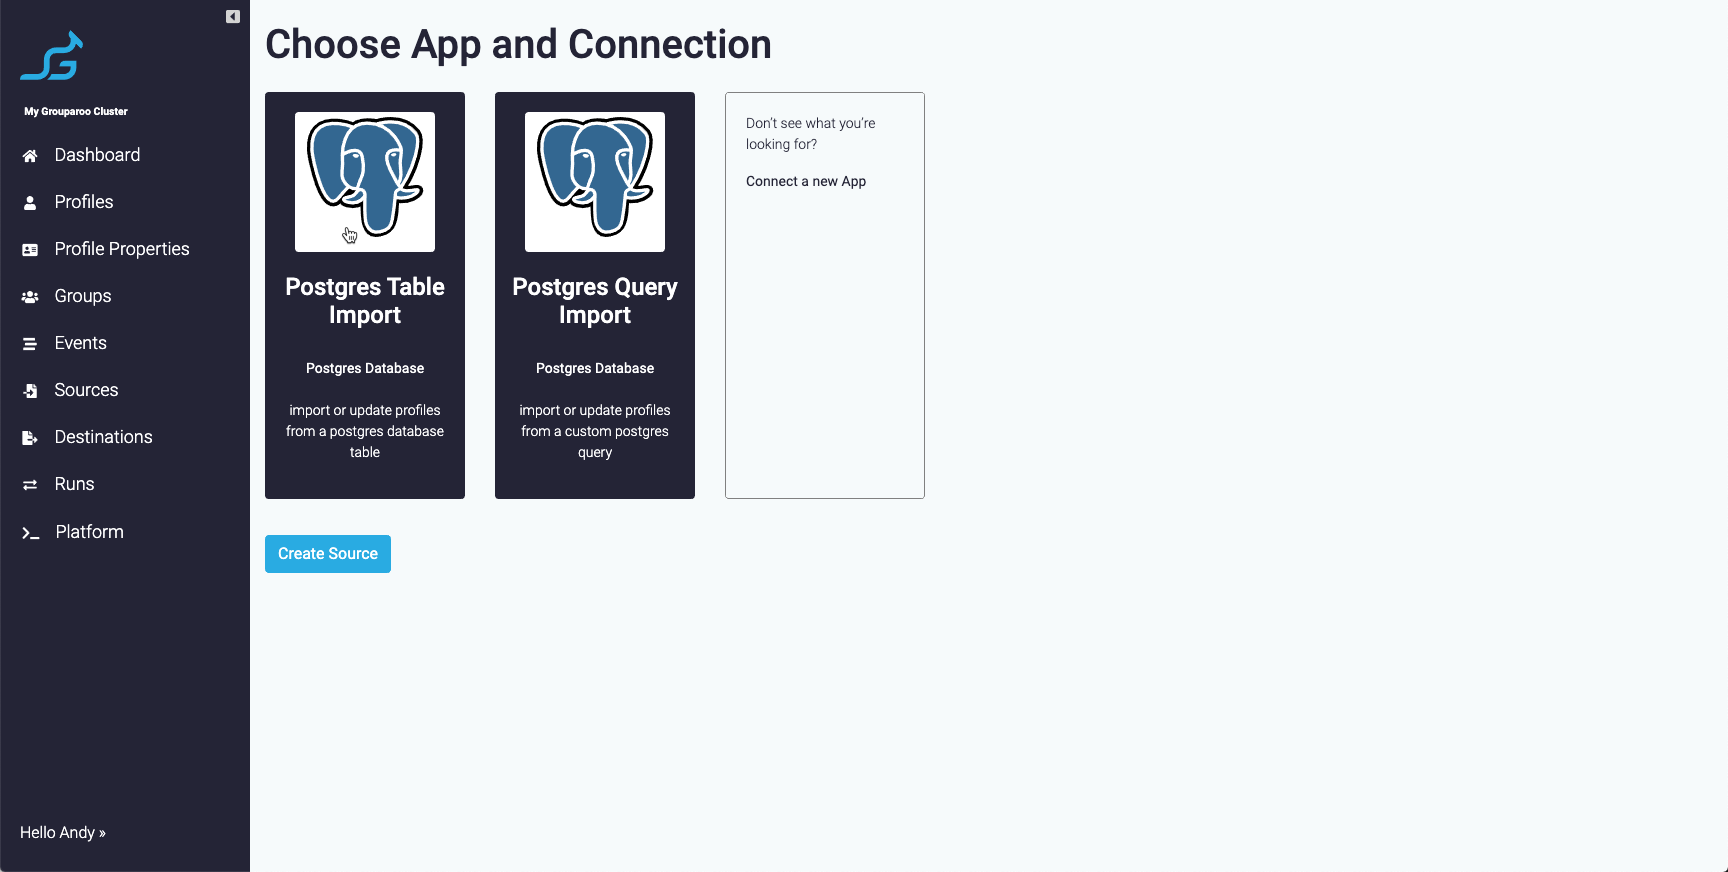 My Grouparoo Cluster
Dashboard
Profiles
Profile Properties
Groups
Events
Sources
Destinations
Runs
Platform
Hello Andy »
Choose App and Connection
Postgres Table
Import
Postgres Database
import or update profiles
from a postgres database
table
Postgres Query
Import
Postgres Database
import or update profiles
from a custom postgres
query
Don’t see what you’re
looking for?
Connect a new App
Create Source